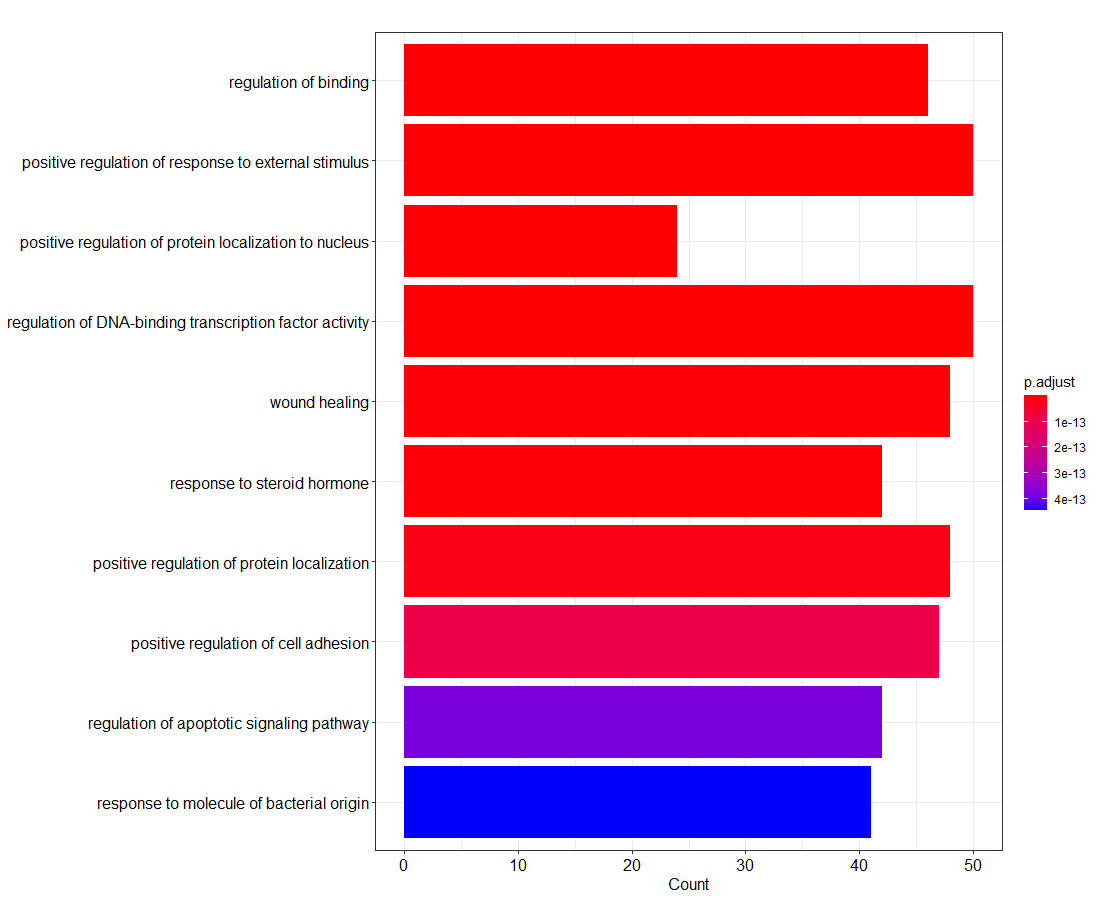 regulation of binding
positive regulation of response to external stimulus
positive regulation of protein localization to nucleus
regulation of DNA-binding transcription factor activity
wound healing
response to steroid hormone
positive regulation of protein localization
positive regulation of cell adhesion
regulation of apoptotic signaling pathway
response to molecule of bacterial origin
0 10 20 30 40 50
Count
p.adjust
1e-13
2e-13
3e-13
4e-13